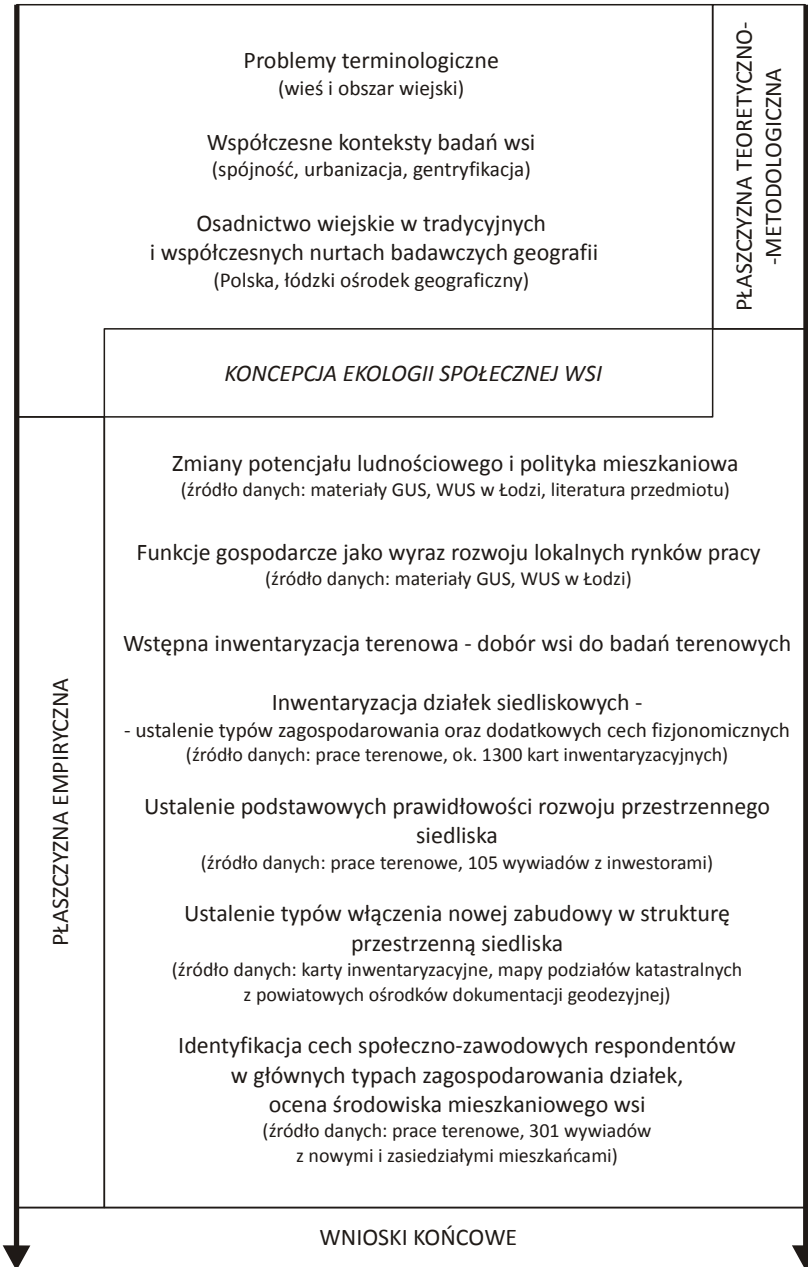 Problemy terminologiczne
(wieś i obszar wiejski)
Współczesne konteksty badań wsi
(spójność, urbanizacja, gentryfikacja)
Osadnictwo wiejskie w tradycyjnych
i współczesnych nurtach badawczych geografii
(Polska, łódzki ośrodek geograficzny)
PŁASZCZYZNA TEORETYCZNO-
-METODOLOGICZNA
KONCEPCJA EKOLOGII SPOŁECZNEJ WSI
PŁASZCZYZNA EMPIRYCZNA
Zmiany potencjału ludnościowego i polityka mieszkaniowa
(źródło danych: materiały GUS, WUS w Łodzi, literatura przedmiotu)
Funkcje gospodarcze jako wyraz rozwoju lokalnych rynków pracy
(źródło danych: materiały GUS, WUS w Łodzi)
Wstępna inwentaryzacja terenowa - dobór wsi do badań terenowych
Inwentaryzacja działek siedliskowych -
- ustalenie typów zagospodarowania oraz dodatkowych cech fizjonomicznych
(źródło danych: prace terenowe, ok. 1300 kart inwentaryzacyjnych)
Ustalenie podstawowych prawidłowości rozwoju przestrzennego
siedliska
(źródło danych: prace terenowe, 105 wywiadów z inwestorami)
Ustalenie typów włączenia nowej zabudowy w strukturę
przestrzenną siedliska
(źródło danych: karty inwentaryzacyjne, mapy podziałów katastralnych
z powiatowych ośrodków dokumentacji geodezyjnej)
Identyfikacja cech społeczno-zawodowych respondentów
w głównych typach zagospodarowania działek,
ocena środowiska mieszkaniowego wsi
(źródło danych: prace terenowe, 301 wywiadów
z nowymi i zasiedziałymi mieszkańcami)
WNIOSKI KOŃCOWE